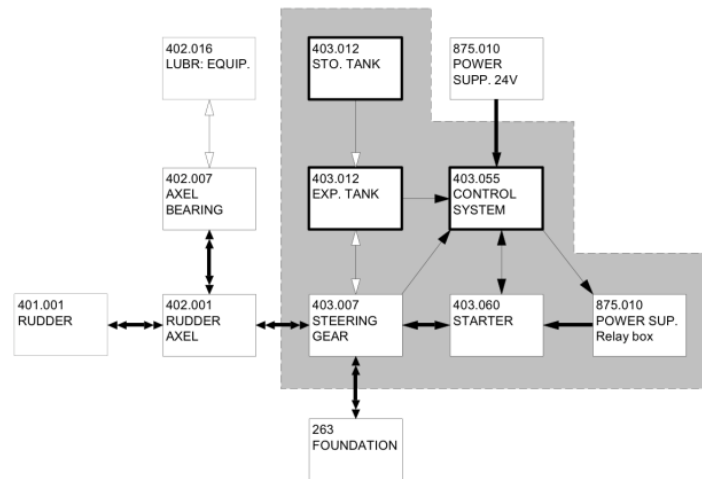 402.016
LUBR: EQUIP.
403.012
STO. TANK
875.010
POWER
SUPP. 24V
402.007
AXEL
BEARING
403.012
EXP. TANK
403.055
CONTROL
SYSTEM
401.001
RUDDER
402.001
RUDDER
AXEL
403.007
STEERING
GEAR
403.060
STARTER
875.010
POWER SUP.
Relay box
263
FOUNDATION